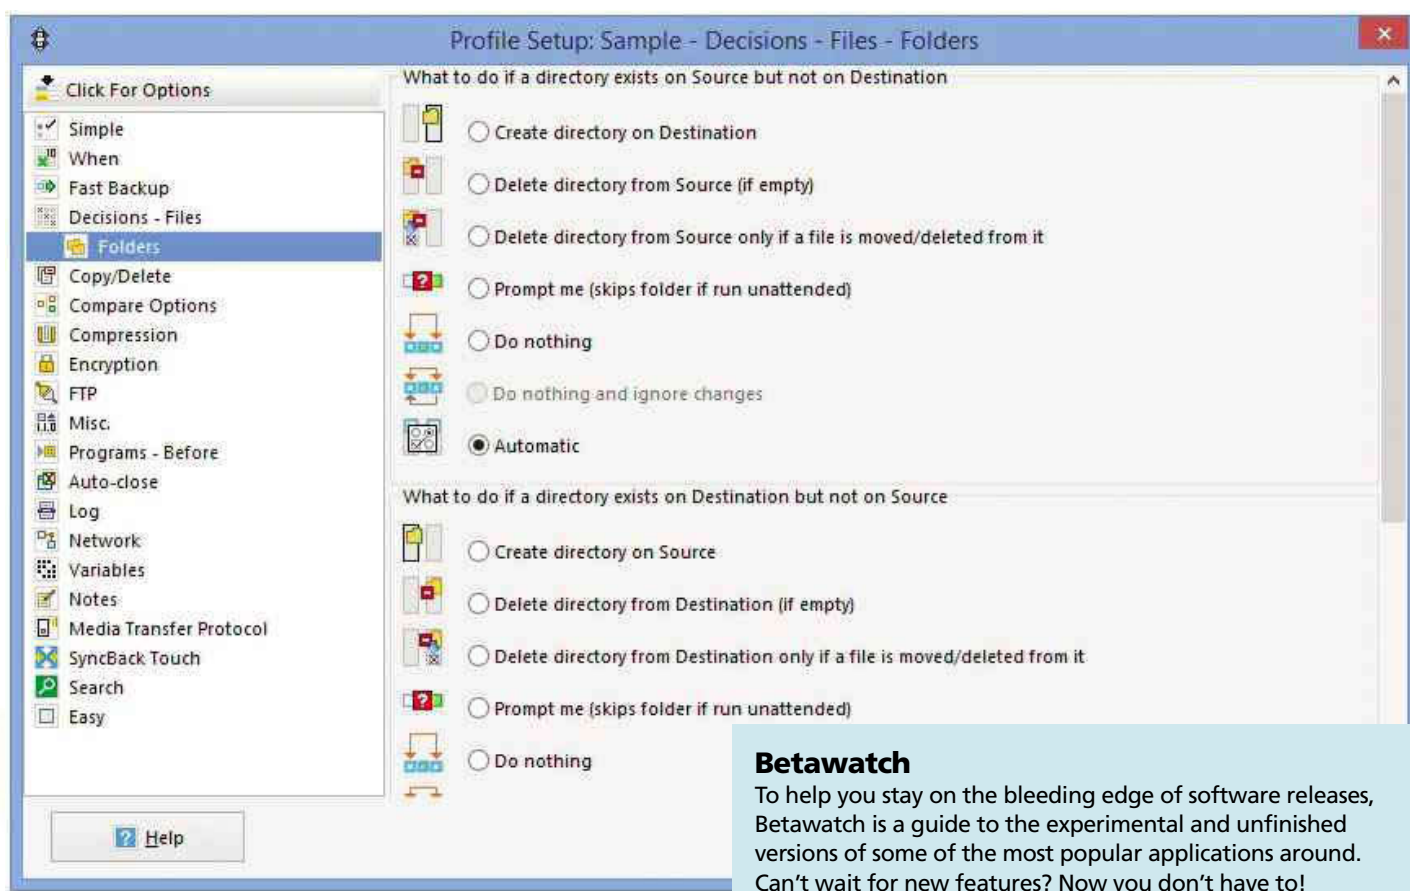 Profile Setup: Sample - Decisions - Files - Folders
Click For Options
Simple
When
Fast Backup
Decisions - Files
Folders
Copy/Delete
Compare Options
Compression
Encryption
FTP
Misc.
Programs - Before
Auto-close
Log
Network
Variables
Notes
Media Transfer Protocol
SyncBack Touch
Search
Easy
Help
What to do if a directory exists on Source but not on Destination
Create directory on Destination
Delete directory from Source (if empty)
Delete directory from Source only if a file is moved/deleted from it
Prompt me (skips folder if run unattended)
Do nothing
Do nothing and ignore changes
Automatic
What to do if a directory exists on Destination but not on Source
Create directory on Source
Delete directory from Destination (if empty)
Delete directory from Destination only if a file is moved/deleted from it
Prompt me (skips folder if run unattended)
Do nothing
Betawatch
To help you stay on the bleeding edge of software releases,
Betawatch is a guide to the experimental and unfinished
versions of some of the most popular applications around.
Can't wait for new features? Now you don't have to!